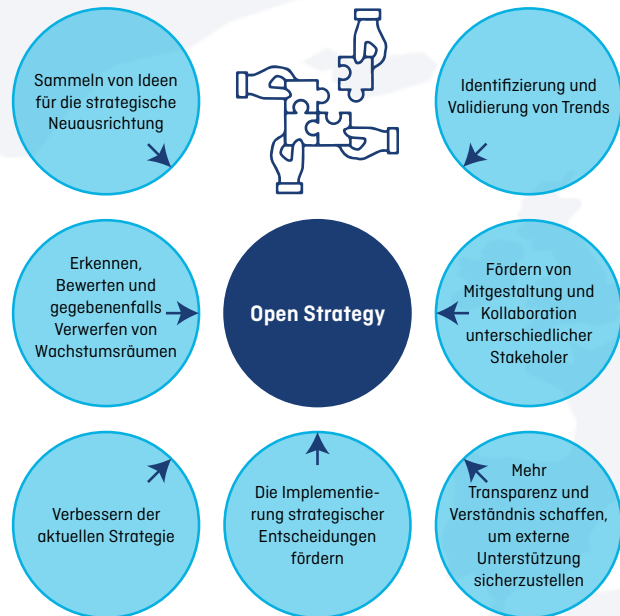 Sammeln von Ideen
für die strategische
Neuausrichtung
Identifizierung und
Validierung von Trends
Erkennen,
Bewerten und
gegebenenfalls
Verwerfen von
Wachstumsräumen
Open Strategy
Fördern von
Mitgestaltung und
Kollaboration
unterschiedlicher
Stakeholer
Verbessern der
aktuellen Strategie
Die Implementie-
rung strategischer
Entscheidungen
fördern
Mehr
Transparenz und
Verständnis schaffen,
um externe
Unterstützung
sicherzustellen